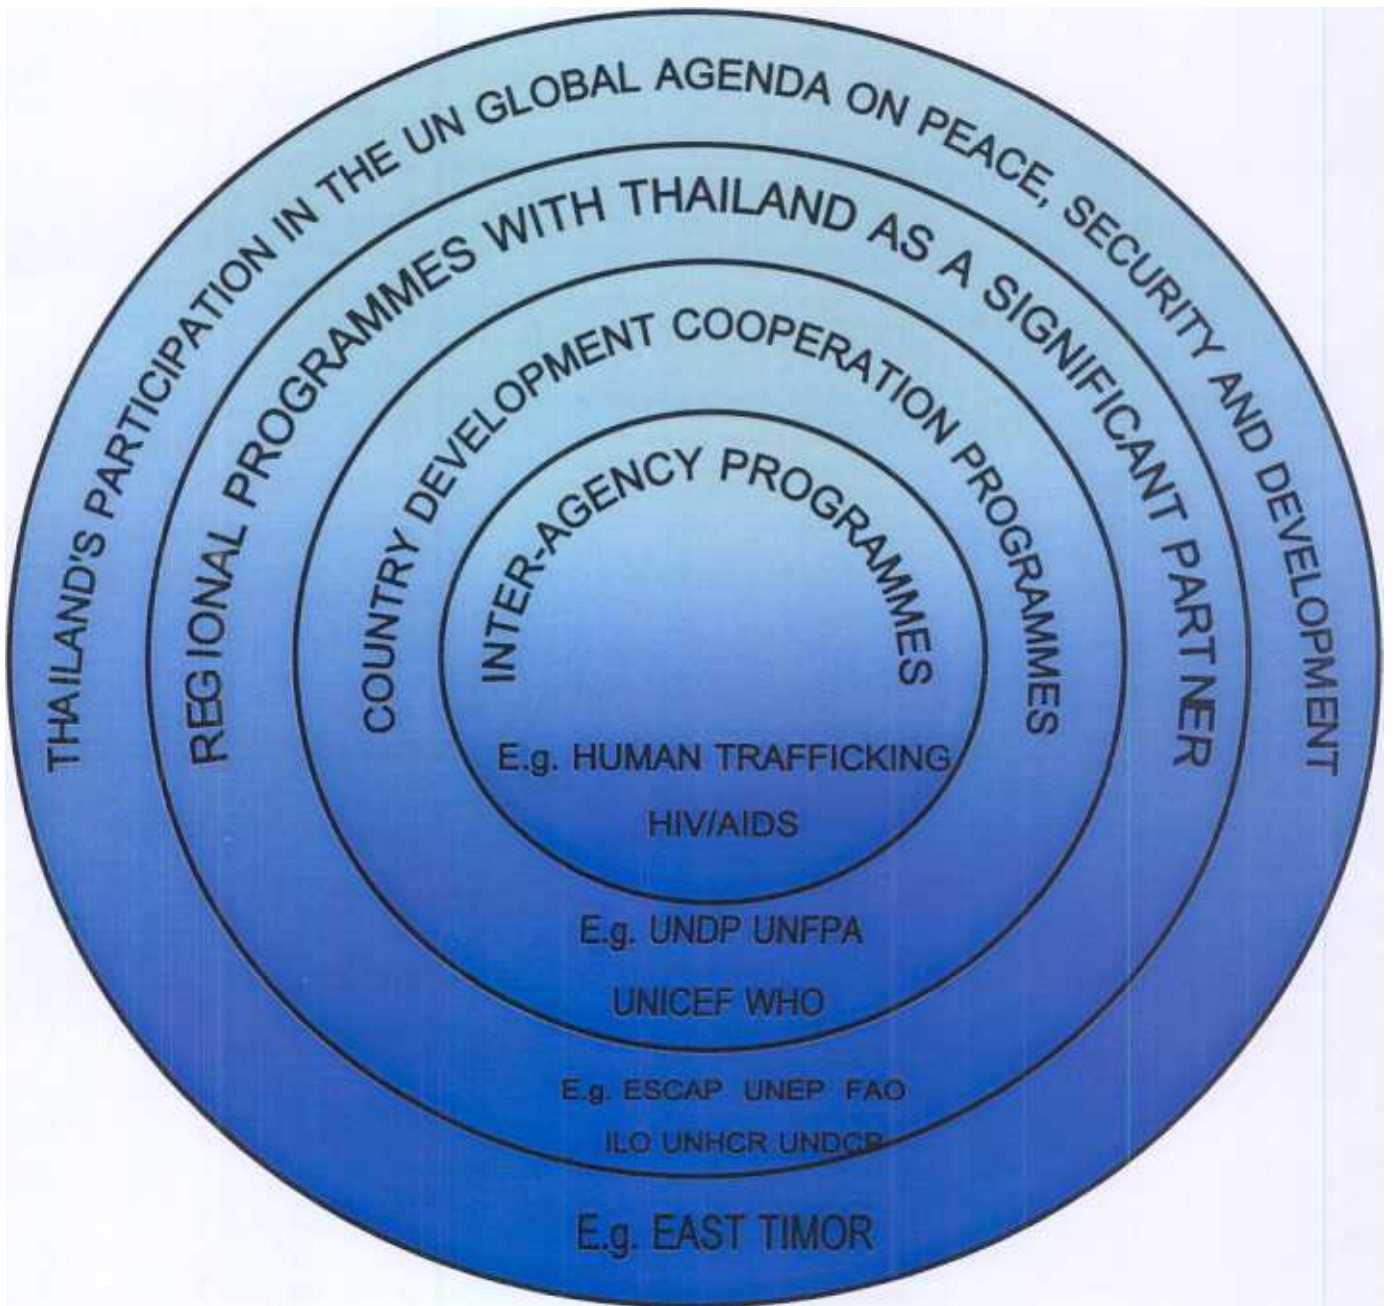 THAILAND'S PARTICIPATION IN THE UN GLOBAL AGENDA ON PEACE, SECURITY AND DEVELOPMENT
REGIONAL PROGRAMMES WITH THAILAND AS A SIGNIFICANT PARTNER
COUNTRY DEVELOPMENT COOPERATION PROGRAMMES
INTER-AGENCY PROGRAMMES
E.g. HUMAN TRAFFICKING
HIV/AIDS
E.g. UNDP UNFPA
UNICEF WHO
E.g. ESCAP UNEP FAO
ILO UNHCR UNDCP
E.g. EAST TIMOR